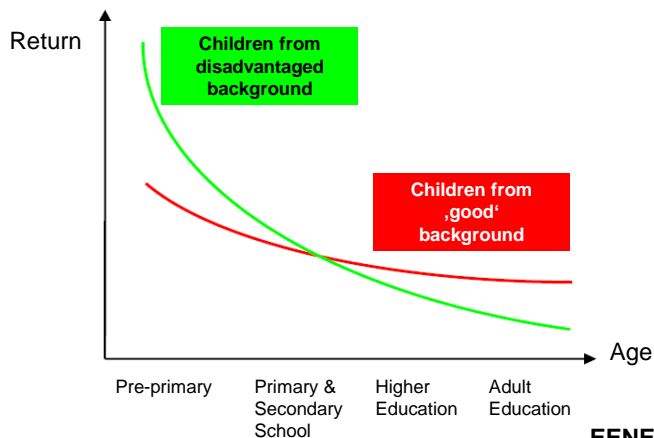 Return
Children from
disadvantaged
background
Children from
‚good‘
background
Age
Pre-primary
Primary &
Secondary
School
Higher
Education
Adult
Education
EENE